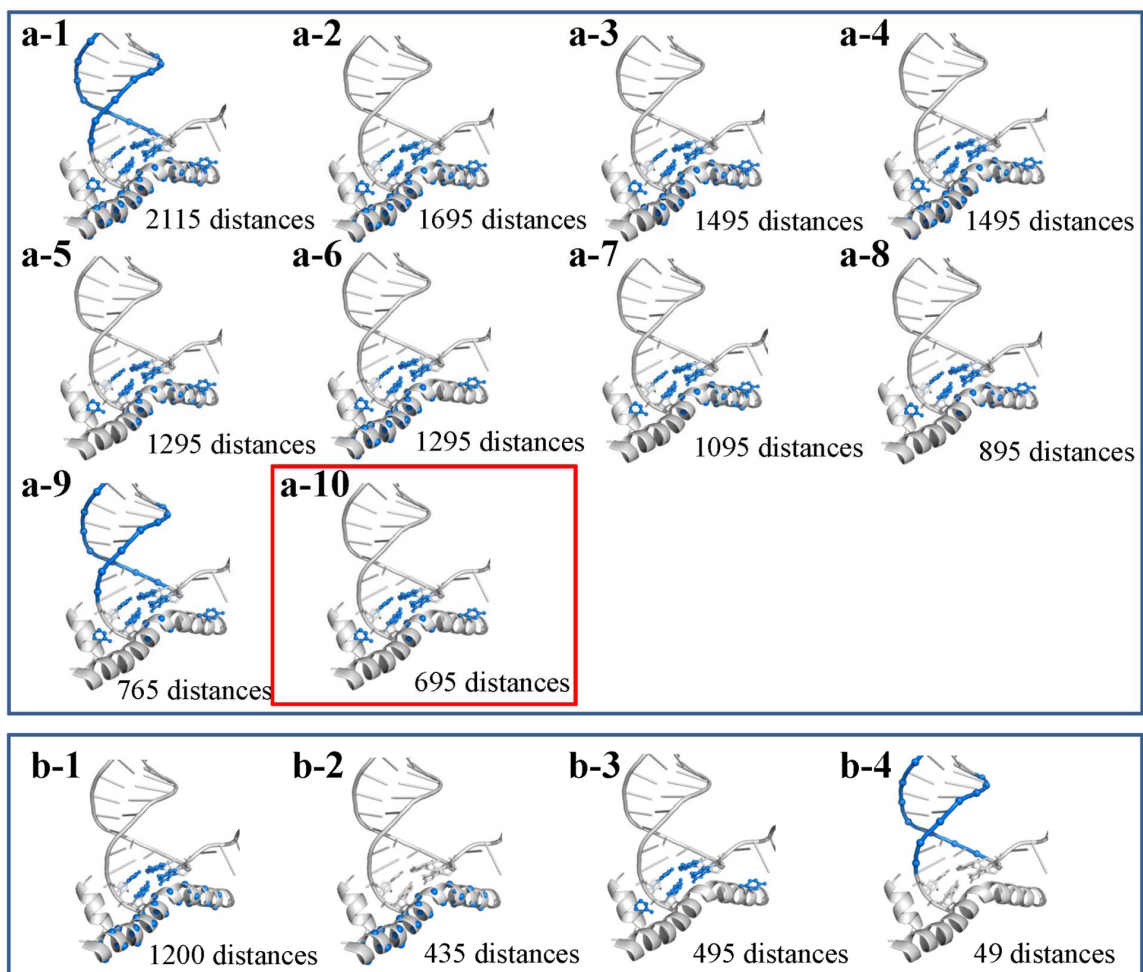 a-1 a-2 a-3 a-4
2115 distances 1695 distances 1495 distances 1495 distances
a-5 a-6 a-7 a-8
1295 distances 1295 distances 1095 distances 895 distances
a-9 a-10
765 distances 695 distances
b-1 b-2 b-3 b-4
1200 distances 435 distances 495 distances 49 distances